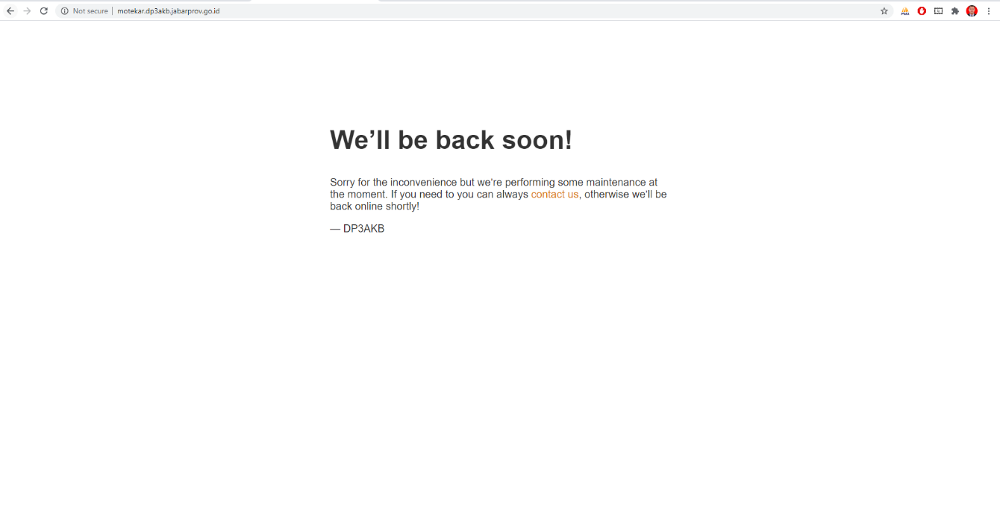 Not secure
motekar.dp3akb.jabarprov.go.id
We’ll be back soon!
Sorry for the inconvenience but we’re performing some maintenance at
the moment. If you need to you can always contact us, otherwise we’ll be
back online shortly!
— DP3AKB